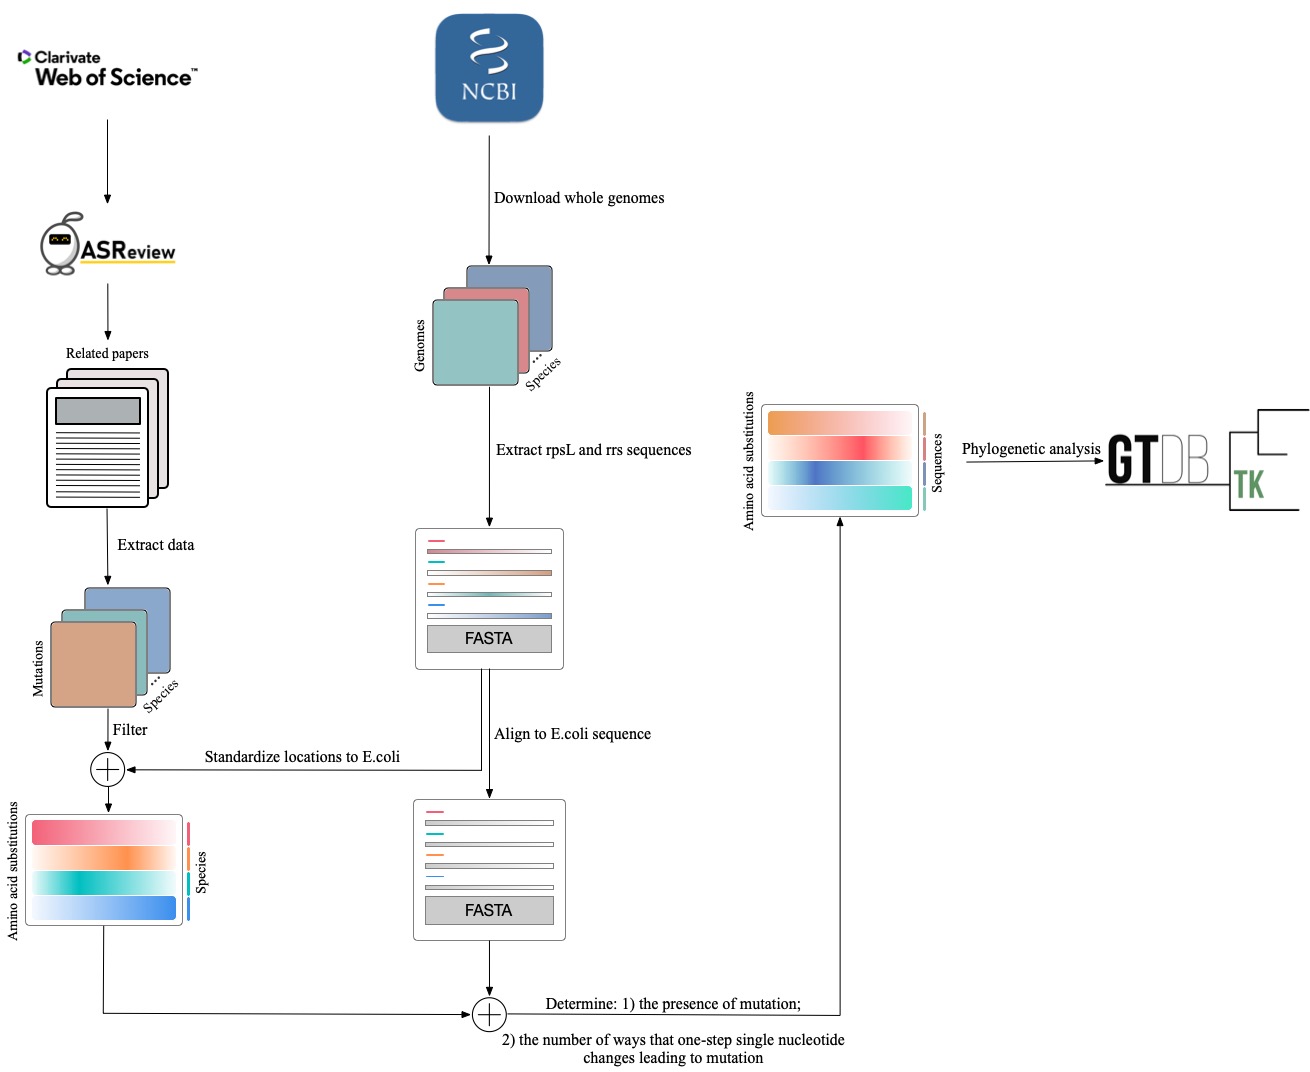 Clarivate
Web of Science™
NCBI
Download whole genomes
ASReview
Related papers
Genomes
Species
Extract rpsL and rrs sequences
Extract data
FASTA
Mutations
Species
Filter
Standardize locations to E.coli
Align to E.coli sequence
Amino acid substitutions
Species
FASTA
Determine: 1) the presence of mutation;
2) the number of ways that one-step single nucleotide
changes leading to mutation
Amino acid substitutions
Sequences
Phylogenetic analysis
GTDB
TK